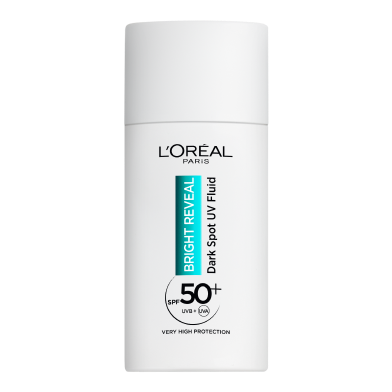 L'ORÉAL
PARIS
BRIGHT REVEAL
Dark Spot UV Fluid
SPF 50+
UVB + UVA
VERY HIGH PROTECTION